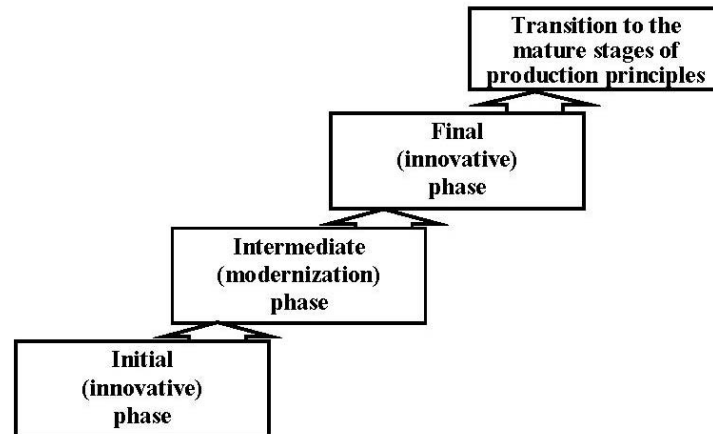 Transition to the
mature stages of
production principles
Final
(innovative)
phase
Intermediate
(modernization)
phase
Initial
(innovative)
phase